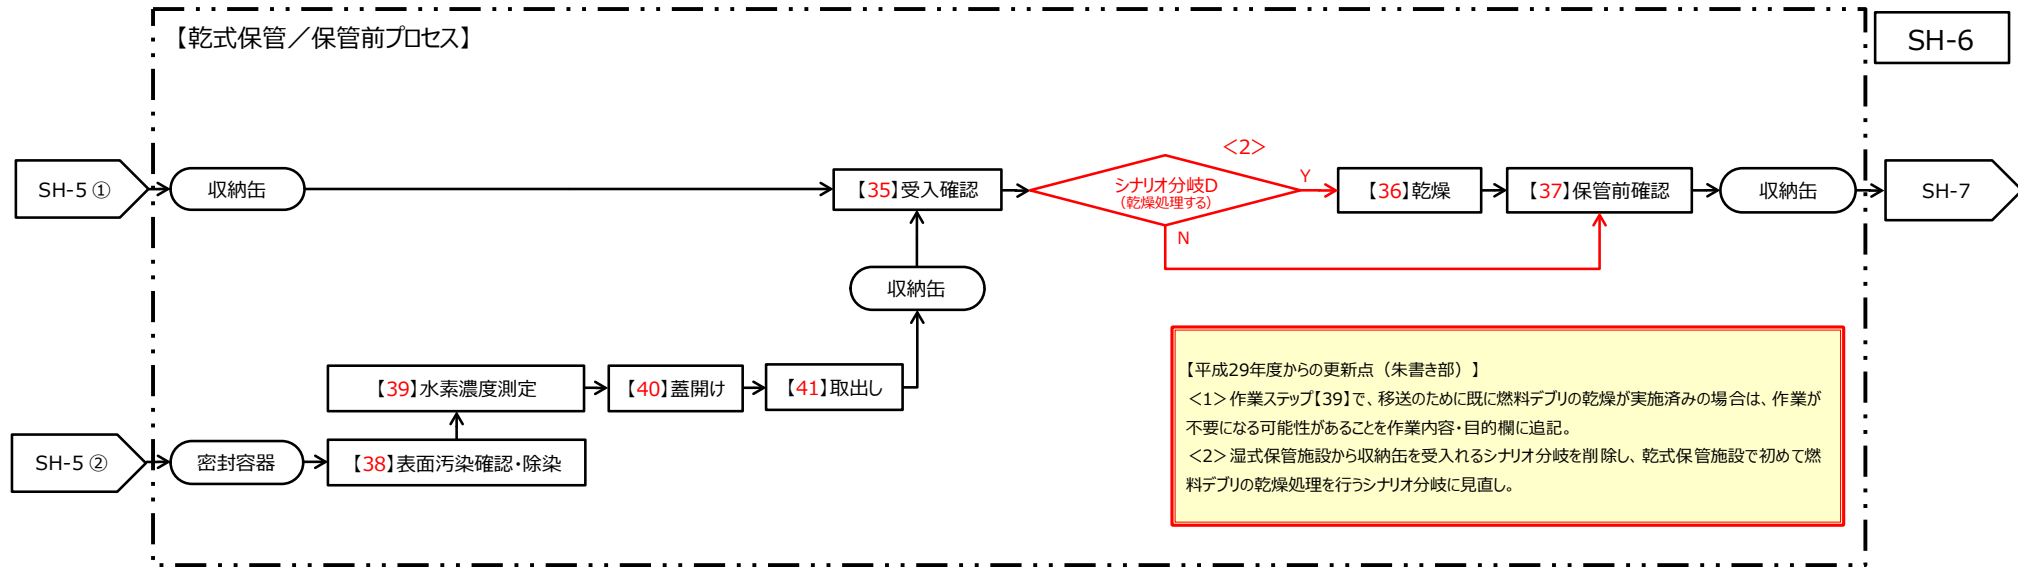 【乾式保管／保管前プロセス】
SH-6
<2>
SH-5 ①
収納缶
【35】受入確認
シナリオ分岐D
（乾燥処理する）
Y
【36】乾燥
【37】保管前確認
収納缶
SH-7
N
収納缶
【39】水素濃度測定
【40】蓋開け
【41】取出し
SH-5 ②
密封容器
【38】表面汚染確認・除染
【平成29年度からの更新点（朱書き部）】
<1> 作業ステップ【39】で、移送のために既に燃料デブリの乾燥が実施済みの場合は、作業が
不要になる可能性があることを作業内容・目的欄に追記。
<2> 湿式保管施設から収納缶を受入れるシナリオ分岐を削除し、乾式保管施設で初めて燃
料デブリの乾燥処理を行うシナリオ分岐に見直し。